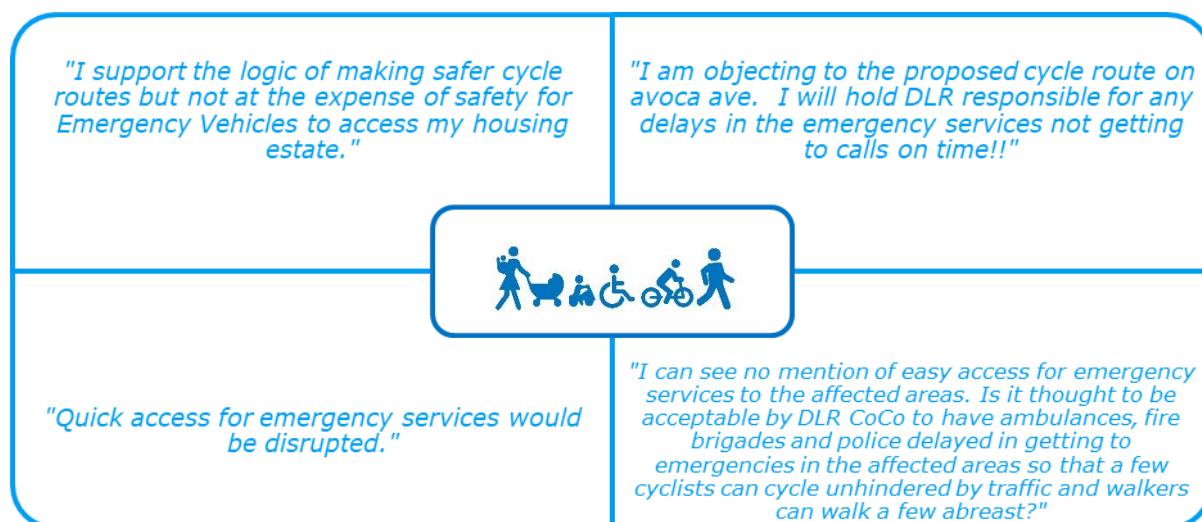 "I support the logic of making safer cycle
routes but not at the expense of safety for
Emergency Vehicles to access my housing
estate."
"I am objecting to the proposed cycle route on
avoca ave.  I will hold DLR responsible for any
delays in the emergency services not getting
to calls on time!!"
"Quick access for emergency services would
be disrupted."
"I can see no mention of easy access for emergency
services to the affected areas. Is it thought to be
acceptable by DLR CoCo to have ambulances, fire
brigades and police delayed in getting to
emergencies in the affected areas so that a few
cyclists can cycle unhindered by traffic and walkers
can walk a few abreast?"